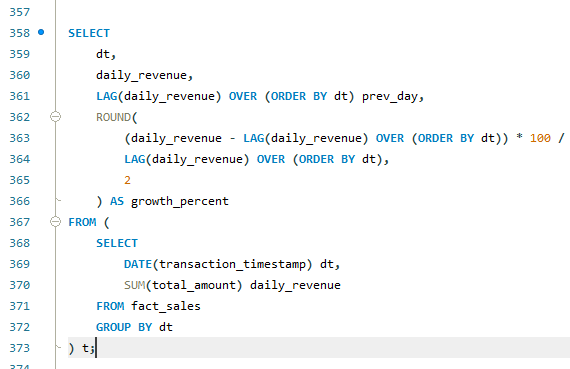 357
358 SELECT
359 dt,
360 daily_revenue,
361 LAG(daily_revenue) OVER (ORDER BY dt) prev_day,
362 ROUND(
363 (daily_revenue - LAG(daily_revenue) OVER (ORDER BY dt)) * 100 /
364 LAG(daily_revenue) OVER (ORDER BY dt),
365 2
366 ) AS growth_percent
367 FROM (
368 SELECT
369 DATE(transaction_timestamp) dt,
370 SUM(total_amount) daily_revenue
371 FROM fact_sales
372 GROUP BY dt
373 ) t;
374